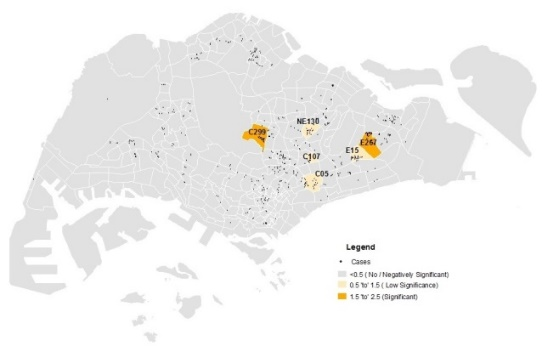 NE130
C299
E267
E15
C107
C05
Legend
Cases
<0.5 ( No / Negatively Significant)
0.5 'to' 1.5 ( Low Significance)
1.5 'to' 2.5 (Significant)